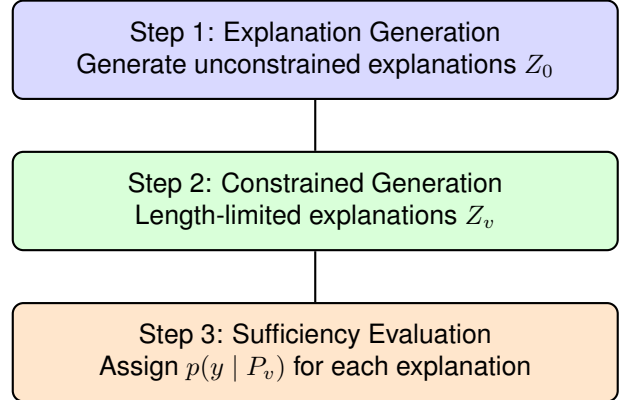 Step 1: Explanation Generation
Generate unconstrained explanations Z₀
Step 2: Constrained Generation
Length-limited explanations Zᵥ
Step 3: Sufficiency Evaluation
Assign p(y | Pᵥ) for each explanation